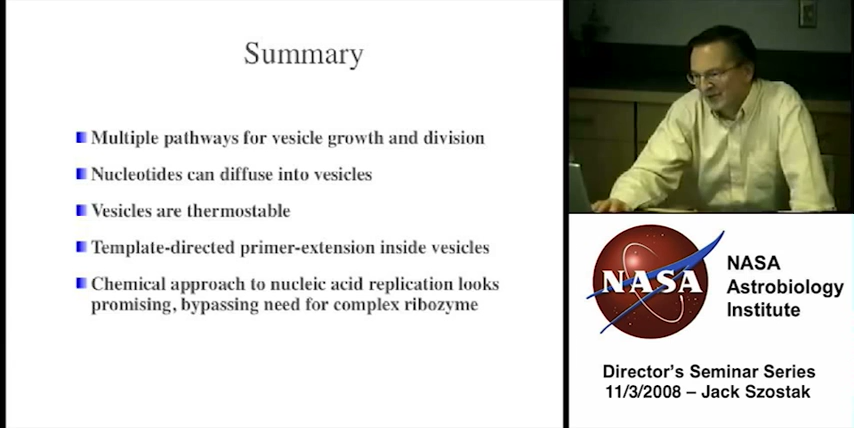 Summary
Multiple pathways for vesicle growth and division
Nucleotides can diffuse into vesicles
Vesicles are thermostable
Template-directed primer-extension inside vesicles
Chemical approach to nucleic acid replication looks
promising, bypassing need for complex ribozyme
NASA
NASA
Astrobiology
Institute
Director's Seminar Series
11/3/2008 – Jack Szostak